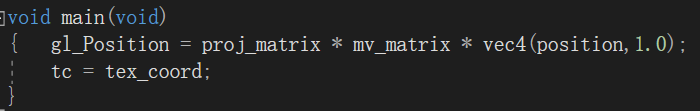 void main(void)
{ gl_Position = proj_matrix * mv_matrix * vec4(position,1.0);
tc = tex_coord;
}